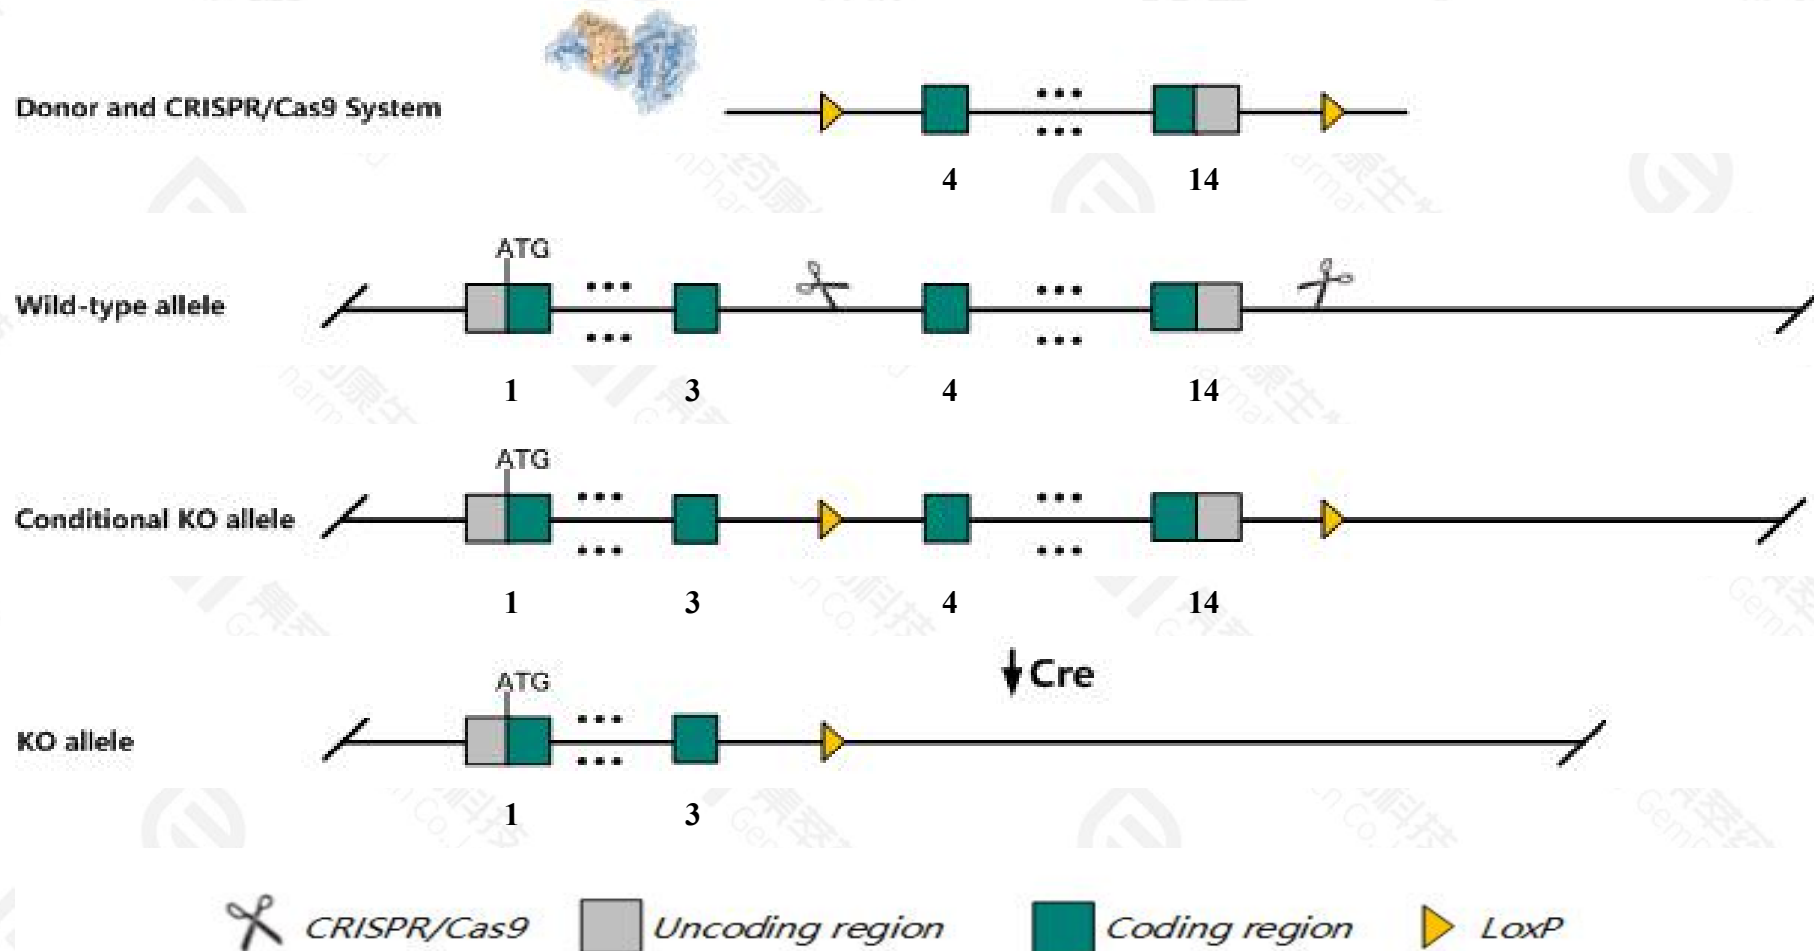 Donor and CRISPR/Cas9 System
4 14
ATG
Wild-type allele
1 3 4 14
ATG
Conditional KO allele
1 3 4 14
Cre
ATG
KO allele
1 3
CRISPR/Cas9 Uncoding region Coding region LoxP